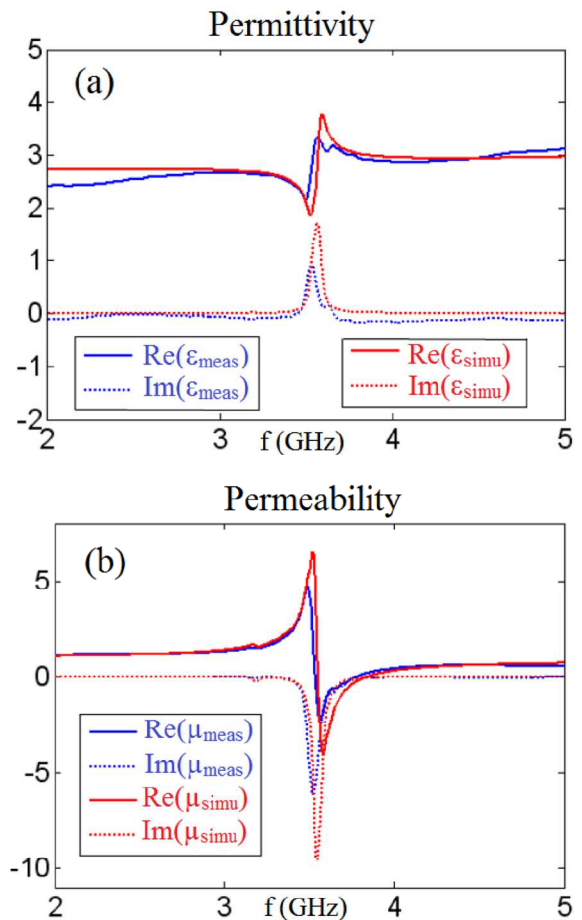 Permittivity
(a)
5
4
3
2
1
0
-1
-2
Re(εmeas)
Im(εmeas)
Re(εsimu)
Im(εsimu)
2 3 f (GHz) 4 5
Permeability
(b)
5
0
-5
-10
Re(μmeas)
Im(μmeas)
Re(μsimu)
Im(μsimu)
2 3 f (GHz) 4 5